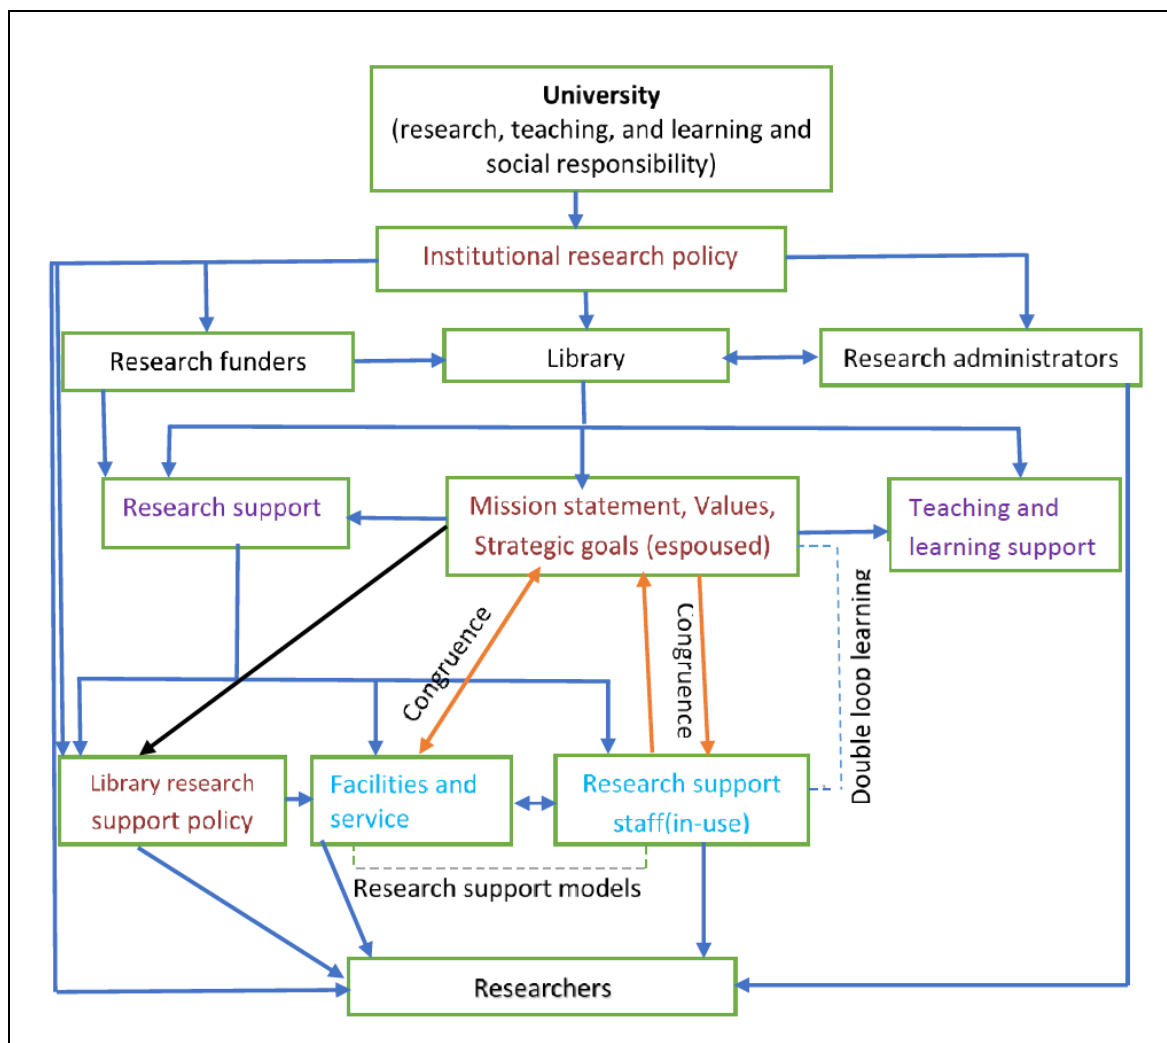 University
(research, teaching, and learning and
social responsibility)
Institutional research policy
Research funders
Library
Research administrators
Research support
Mission statement, Values,
Strategic goals (espoused)
Teaching and
learning support
Congruence
Congruence
Double loop learning
Library research
support policy
Facilities and
service
Research support
staff(in-use)
Research support models
Researchers